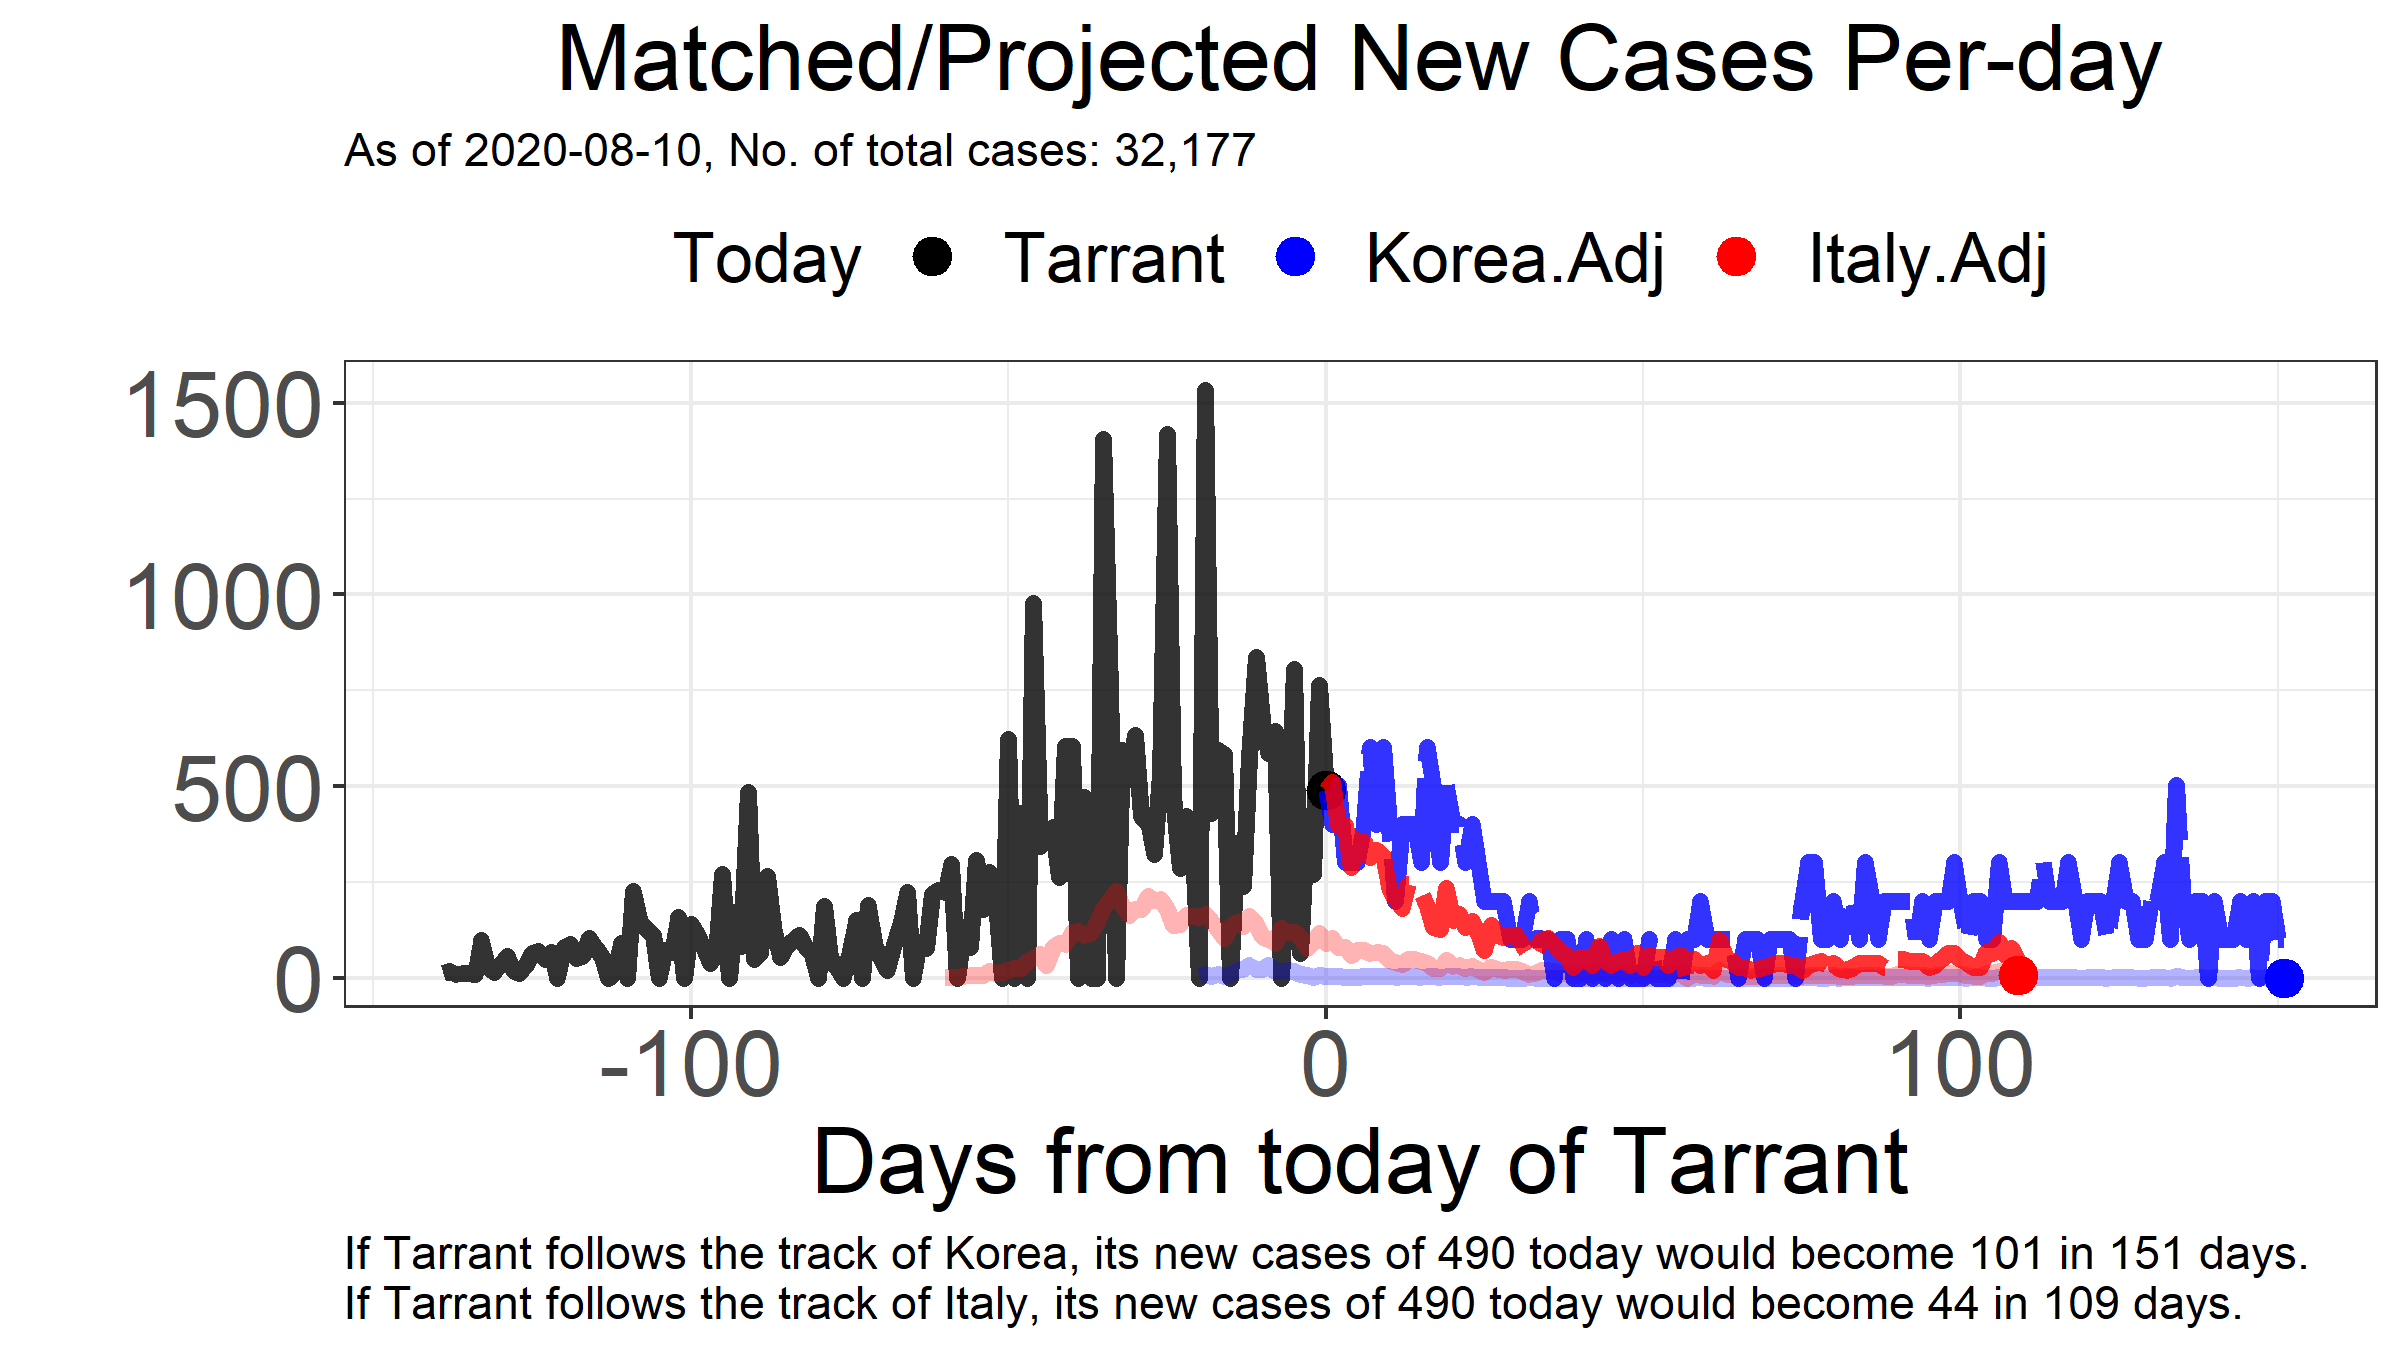 Matched/Projected New Cases Per-day
As of 2020-08-10, No. of total cases: 32,177
Today Tarrant Korea.Adj Italy.Adj
1500
1000
500
0
-100 0 100
Days from today of Tarrant
If Tarrant follows the track of Korea, its new cases of 490 today would become 101 in 151 days.
If Tarrant follows the track of Italy, its new cases of 490 today would become 44 in 109 days.